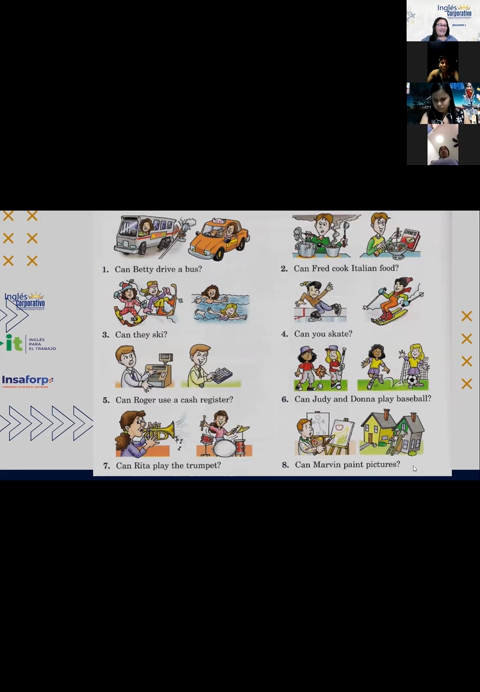 Inglés
Corporativo
Inglés
Corporativo
it
INGLÉS
PARA
EL TRABAJO
Insaforp
1. Can Betty drive a bus?
2. Can Fred cook Italian food?
3. Can they ski?
4. Can you skate?
5. Can Roger use a cash register?
6. Can Judy and Donna play baseball?
7. Can Rita play the trumpet?
8. Can Marvin paint pictures?